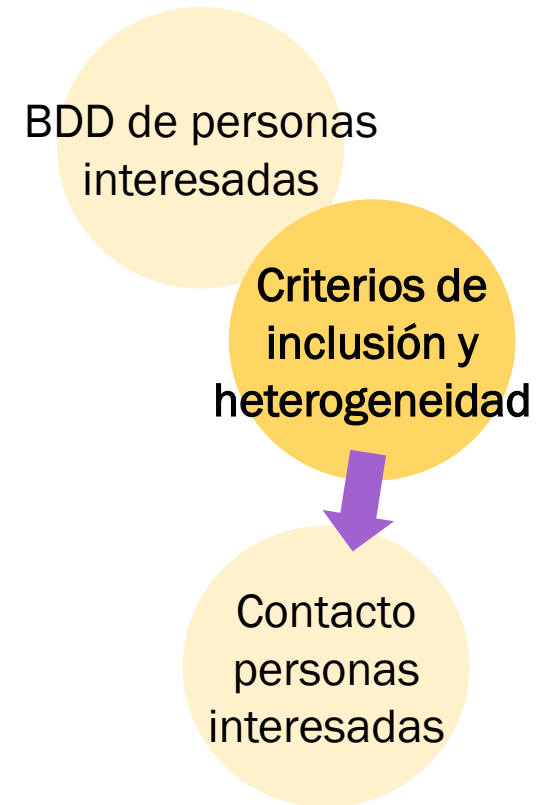 BDD de personas
interesadas
Criterios de
inclusión y
heterogeneidad
Contacto
personas
interesadas